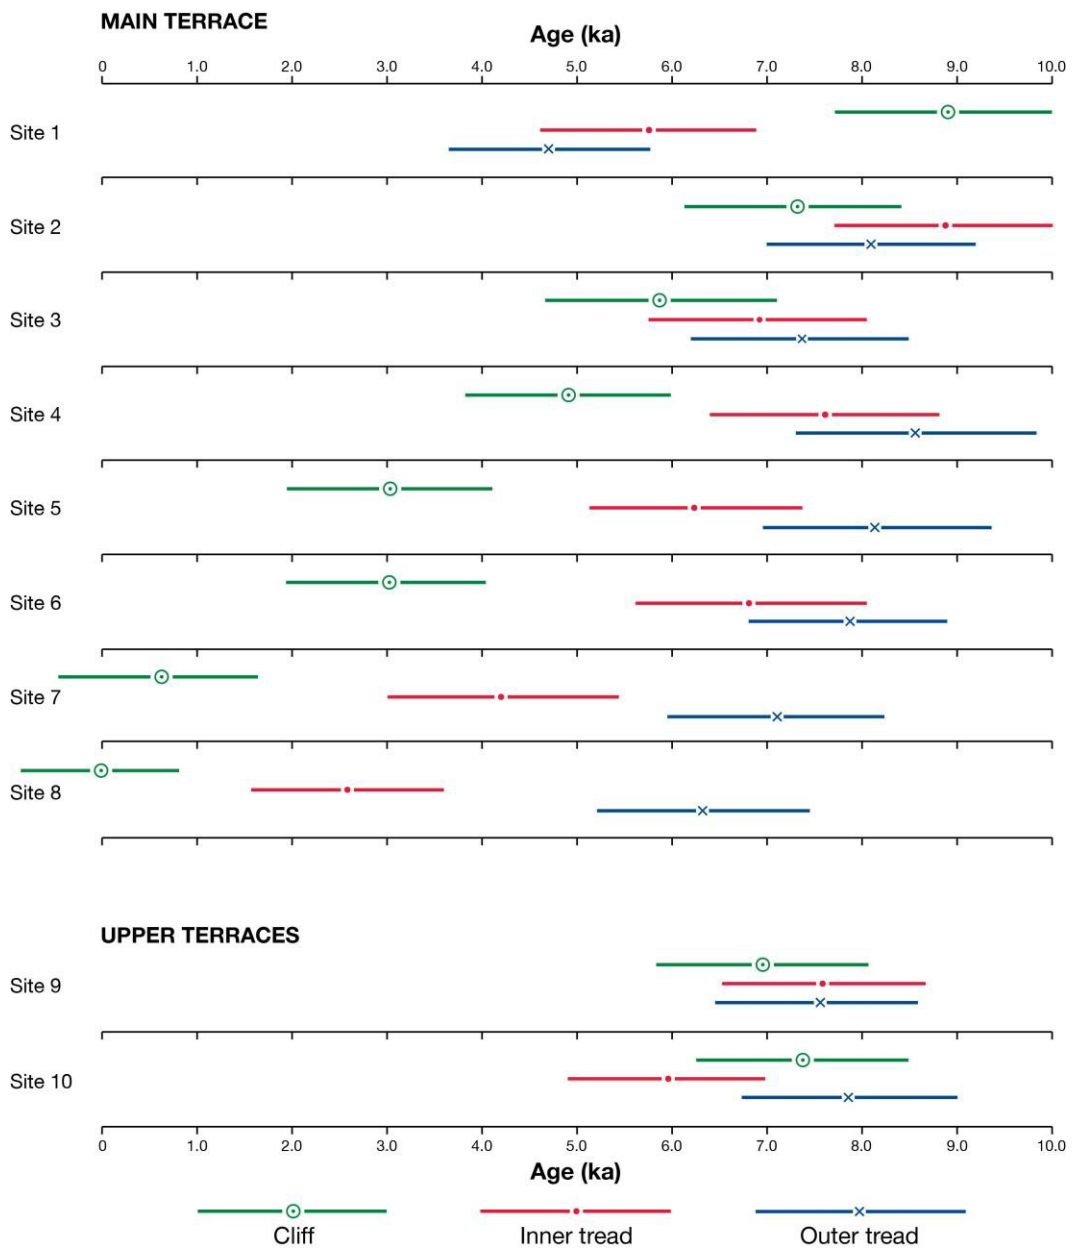 MAIN TERRACE
Age (ka)
0 1.0 2.0 3.0 4.0 5.0 6.0 7.0 8.0 9.0 10.0
Site 1
Site 2
Site 3
Site 4
Site 5
Site 6
Site 7
Site 8
UPPER TERRACES
Site 9
Site 10
0 1.0 2.0 3.0 4.0 5.0 6.0 7.0 8.0 9.0 10.0
Age (ka)
Cliff Inner tread Outer tread